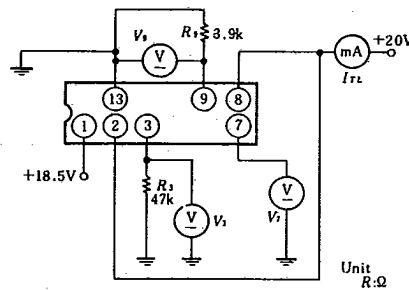 V₉
R₉ 3.9k
V
mA
+20V
I_TL
13 9 8
1 2 3 7
+18.5V
R₃
47k
V
V₃
V
V₇
Unit
R:Ω